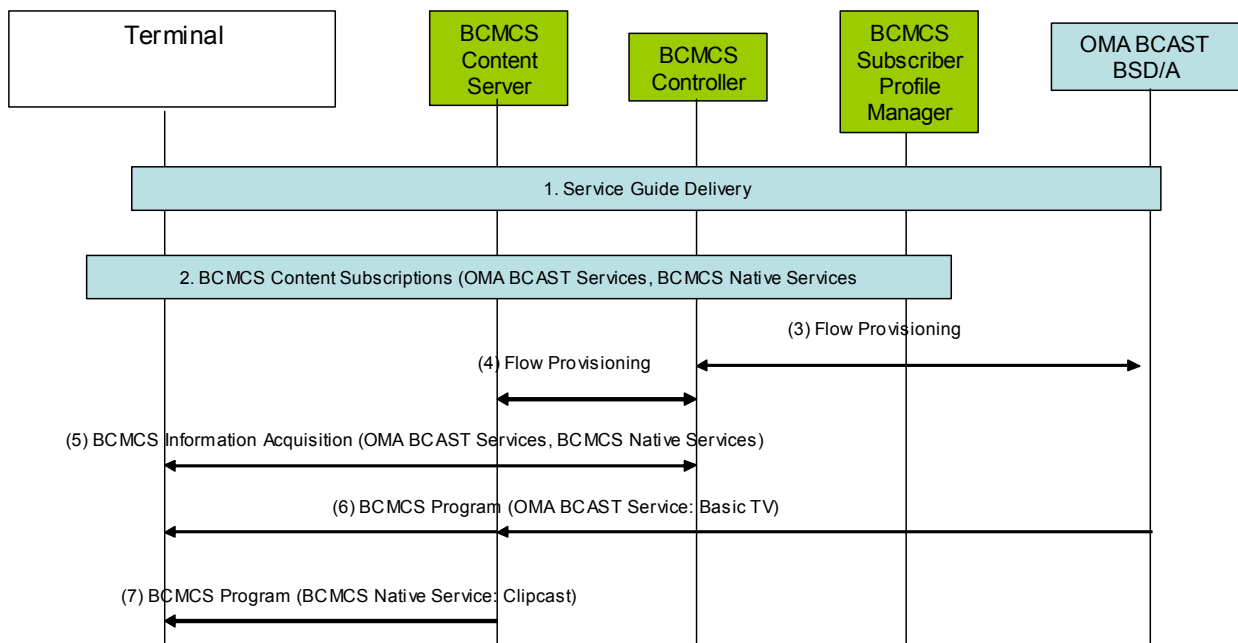 Terminal
BCMCS
Content
Server
BCMCS
Controller
BCMCS
Subscriber
Profile
Manager
OMA BCAST
BSD/A
1. Service Guide Delivery
2. BCMCS Content Subscriptions (OMA BCAST Services, BCMCS Native Services
(3) Flow Provisioning
(4) Flow Provisioning
(5) BCMCS Information Acquisition (OMA BCAST Services, BCMCS Native Services)
(6) BCMCS Program (OMA BCAST Service: Basic TV)
(7) BCMCS Program (BCMCS Native Service: Clipcast)